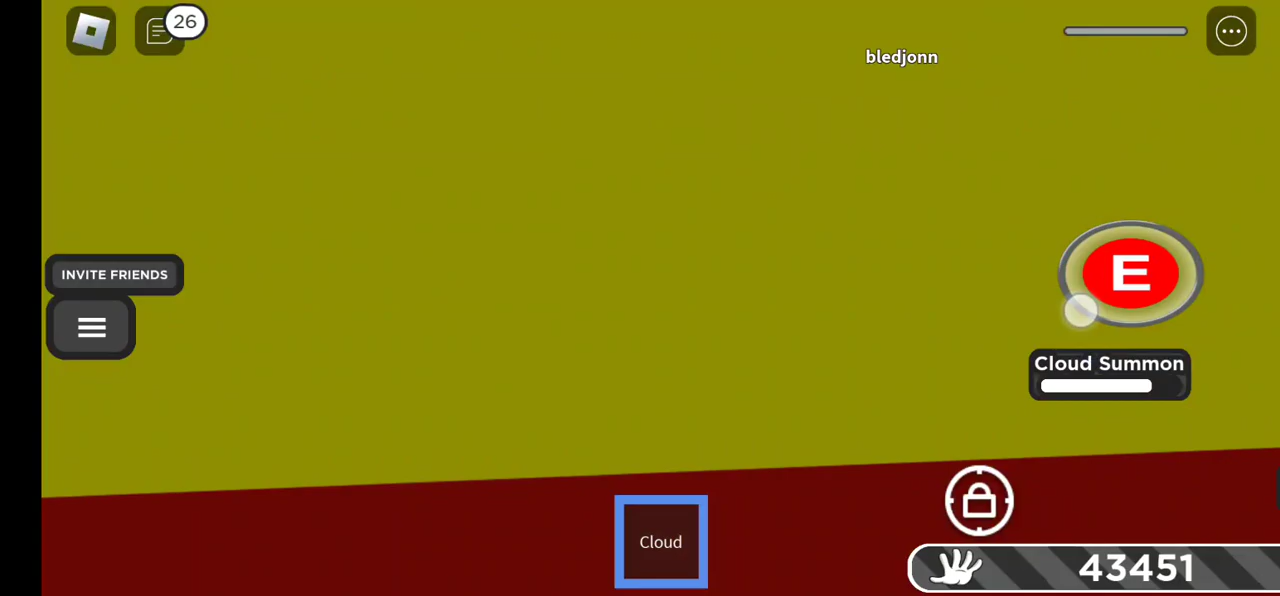 26
bledjonn
INVITE FRIENDS
E
Cloud Summon
Cloud
43451